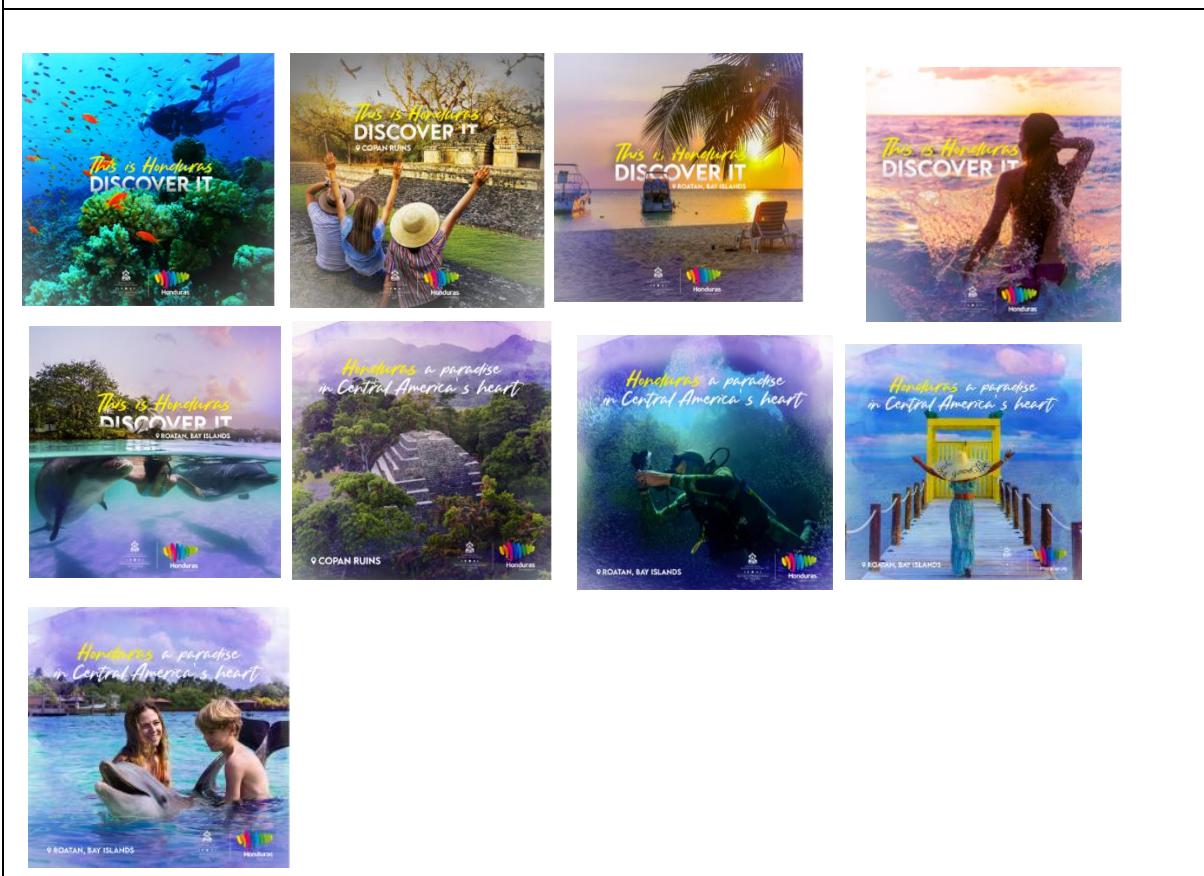 This is Honduras
DISCOVER IT
Honduras
This is Honduras
DISCOVER IT
COPAN RUINS
Honduras
This is Honduras
DISCOVER IT
ROATAN, BAY ISLANDS
Honduras
This is Honduras
DISCOVER IT
Honduras
This is Honduras
DISCOVER IT
ROATAN, BAY ISLANDS
Honduras
Honduras a paradise
in Central America's heart
COPAN RUINS
Honduras
Honduras a paradise
in Central America's heart
ROATAN, BAY ISLANDS
Honduras
Honduras a paradise
in Central America's heart
ROATAN, BAY ISLANDS
Honduras
Honduras a paradise
in Central America's heart
ROATAN, BAY ISLANDS
Honduras